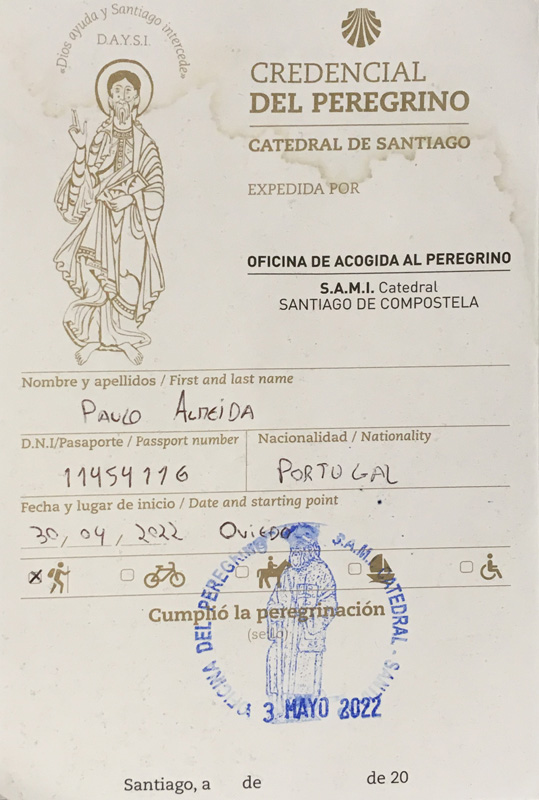 «Dios ayuda y Santiago intercede»
D.A.Y.S.I.
CREDENCIAL
DEL PEREGRINO
CATEDRAL DE SANTIAGO
EXPEDIDA POR
OFICINA DE ACOGIDA AL PEREGRINO
S.A.M.I. Catedral
SANTIAGO DE COMPOSTELA
Nombre y apellidos / First and last name
PAULO ALMEIDA
D.N.I/Pasaporte / Passport number
11454116
Nacionalidad / Nationality
PORTUGAL
Fecha y lugar de inicio / Date and starting point
30, 04, 2022 OVIEDO
x
Cumplió la peregrinación
(sello)
OFICINA DEL PEREGRINO S.A.M.I. CATEDRAL -
3 MAYO 2022
Santiago, a de de 20